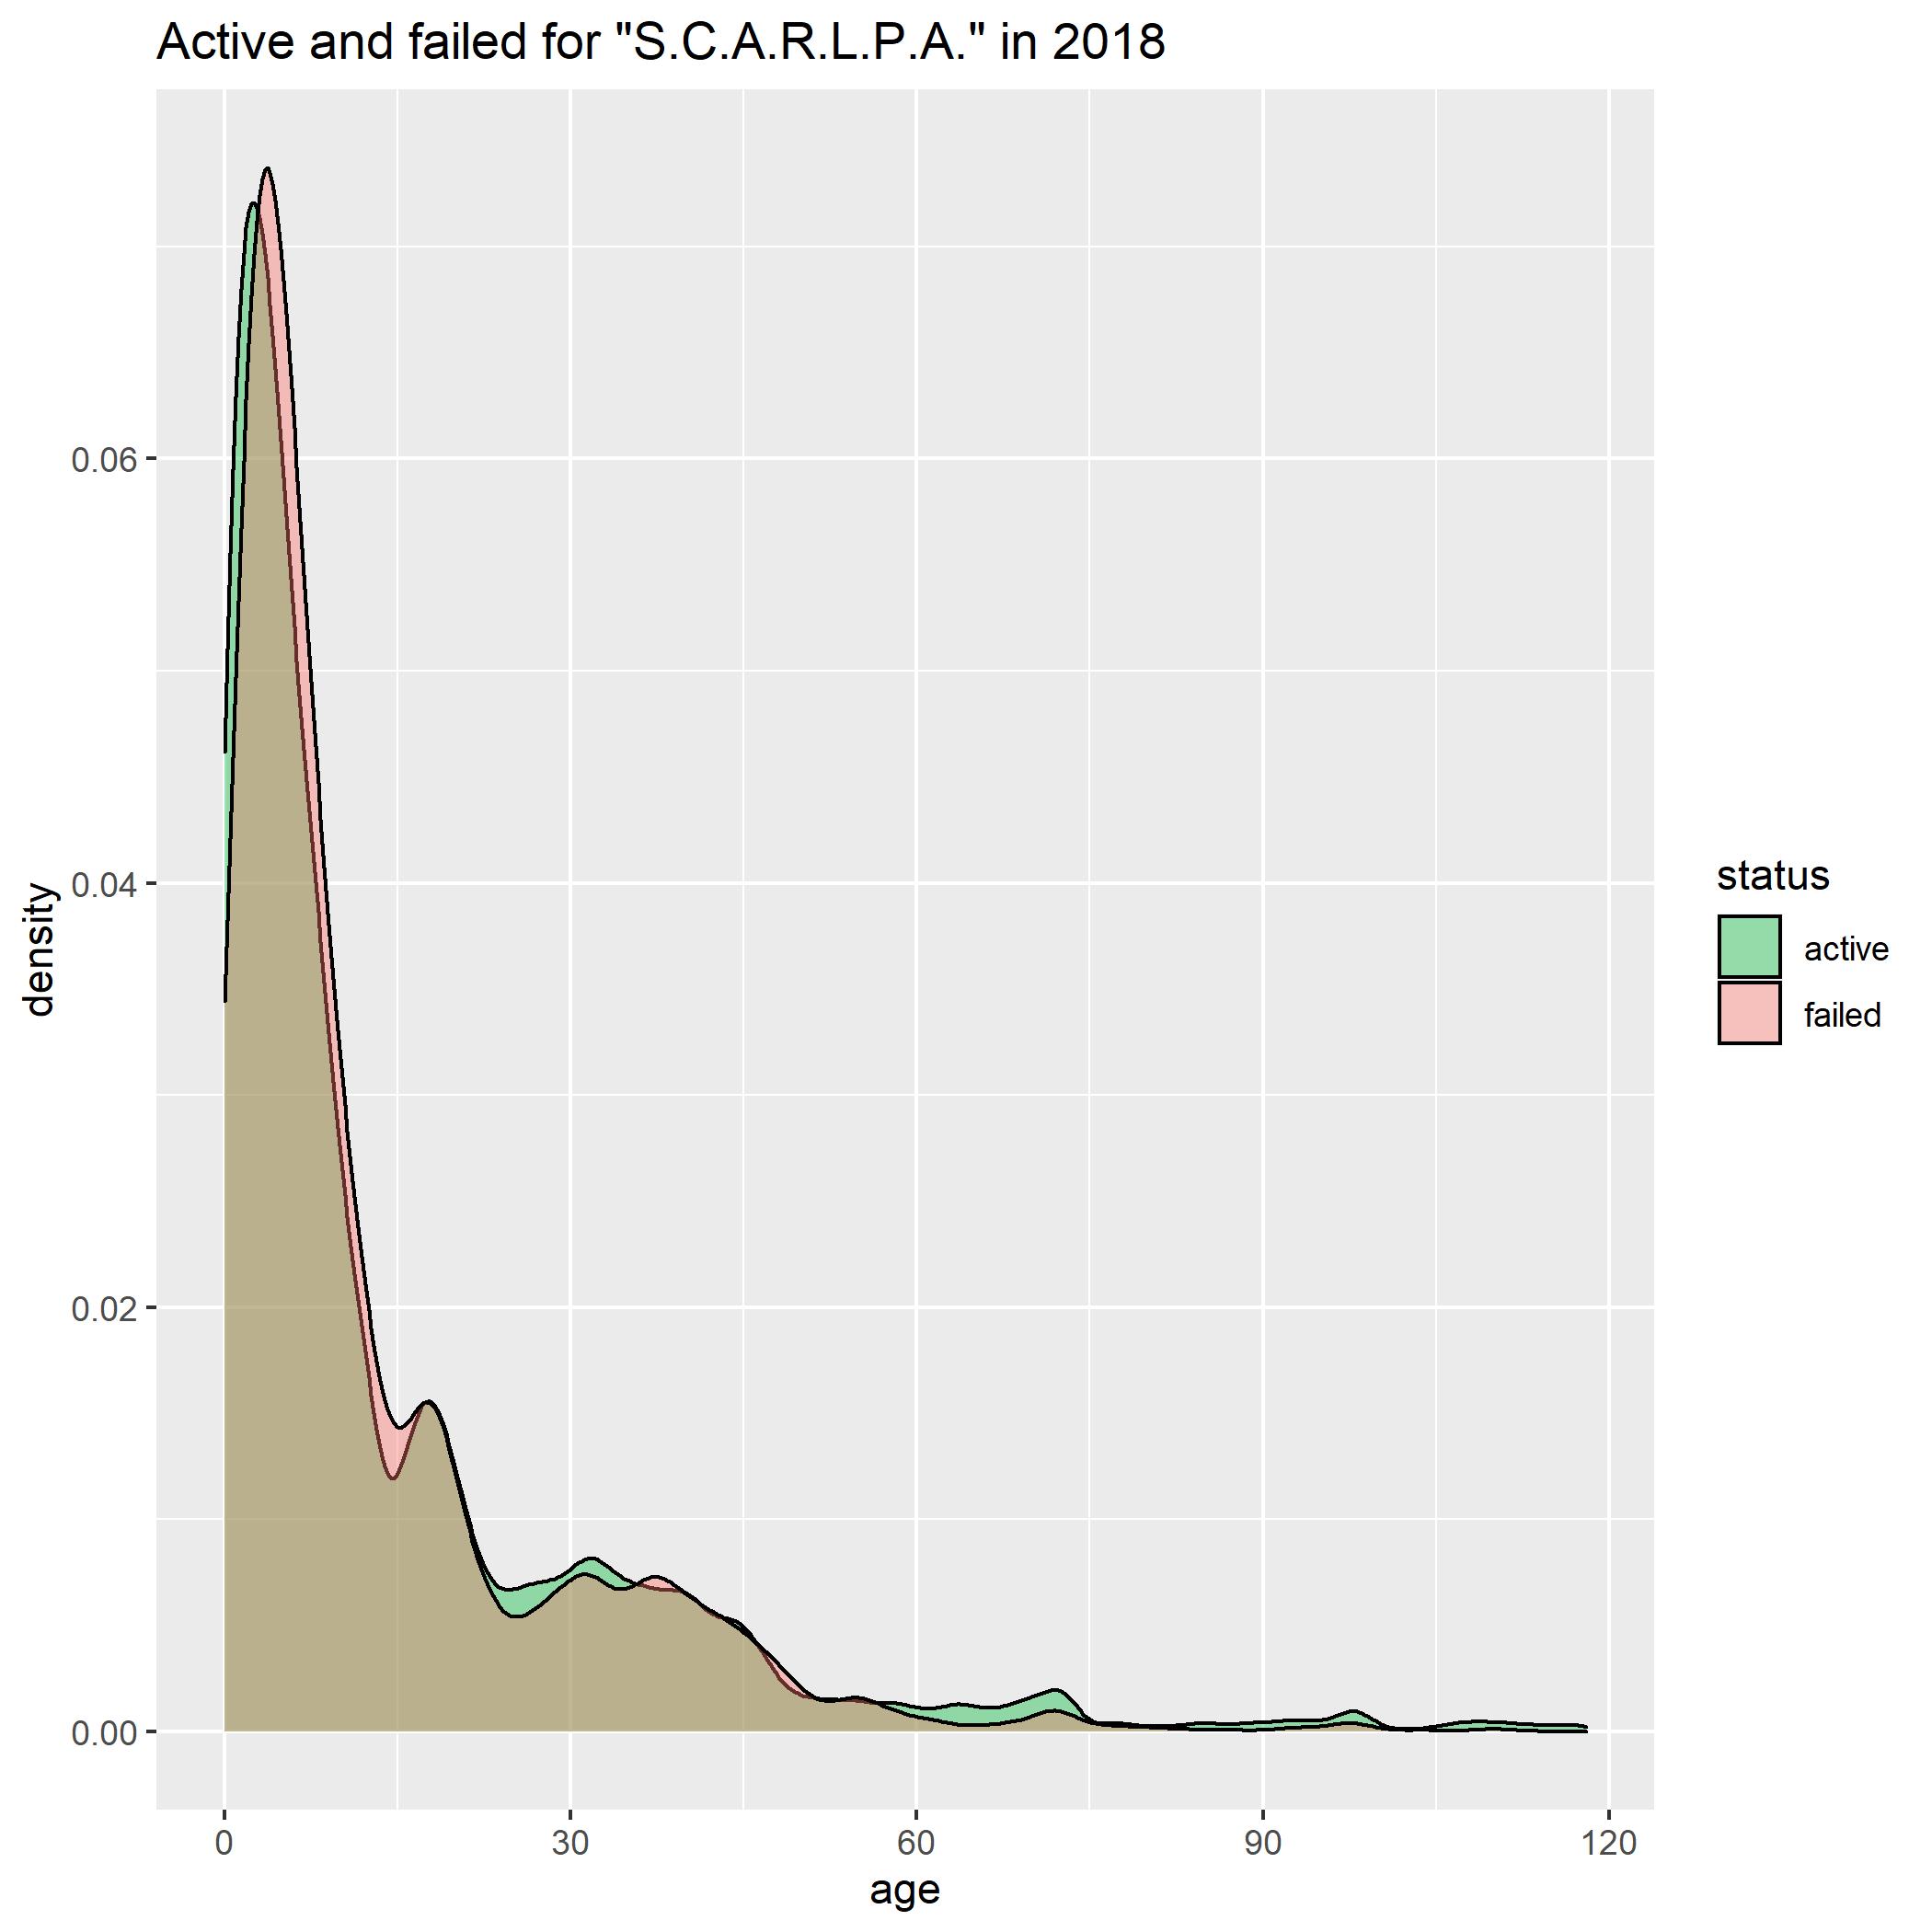 Active and failed for "S.C.A.R.L.P.A." in 2018
density
0.06
0.04
0.02
0.00
0
30
60
90
120
age
status
active
failed